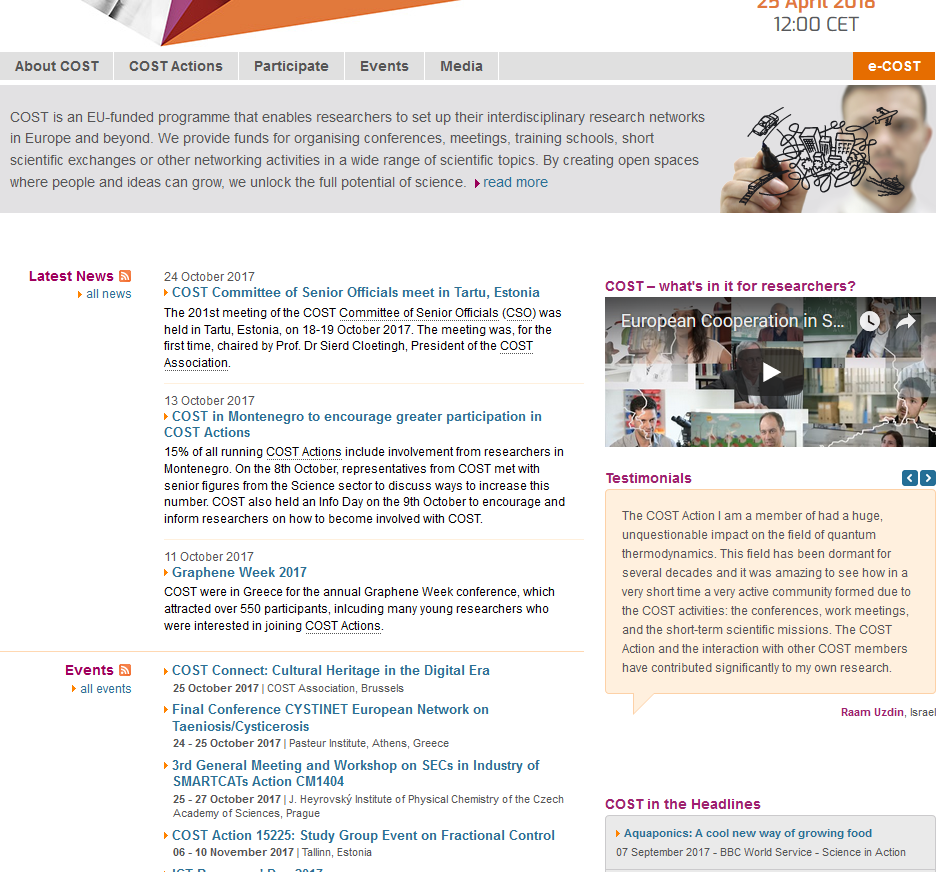 25 April 2018
12:00 CET
About COST
COST Actions
Participate
Events
Media
e-COST
COST is an EU-funded programme that enables researchers to set up their interdisciplinary research networks
in Europe and beyond. We provide funds for organising conferences, meetings, training schools, short
scientific exchanges or other networking activities in a wide range of scientific topics. By creating open spaces
where people and ideas can grow, we unlock the full potential of science. read more
Latest News
all news
24 October 2017
COST Committee of Senior Officials meet in Tartu, Estonia
The 201st meeting of the COST Committee of Senior Officials (CSO) was
held in Tartu, Estonia, on 18-19 October 2017. The meeting was, for the
first time, chaired by Prof. Dr Sierd Cloetingh, President of the COST
Association.
13 October 2017
COST in Montenegro to encourage greater participation in
COST Actions
15% of all running COST Actions include involvement from researchers in
Montenegro. On the 8th October, representatives from COST met with
senior figures from the Science sector to discuss ways to increase this
number. COST also held an Info Day on the 9th October to encourage and
inform researchers on how to become involved with COST.
11 October 2017
Graphene Week 2017
COST were in Greece for the annual Graphene Week conference, which
attracted over 550 participants, inlcuding many young researchers who
were interested in joining COST Actions.
Events
all events
COST Connect: Cultural Heritage in the Digital Era
25 October 2017 | COST Association, Brussels
Final Conference CYSTINET European Network on
Taeniosis/Cysticerosis
24 - 25 October 2017 | Pasteur Institute, Athens, Greece
3rd General Meeting and Workshop on SECs in Industry of
SMARTCATs Action CM1404
25 - 27 October 2017 | J. Heyrovský Institute of Physical Chemistry of the Czech
Academy of Sciences, Prague
COST Action 15225: Study Group Event on Fractional Control
06 - 10 November 2017 | Tallinn, Estonia
COST – what's in it for researchers?
European Cooperation in S...
Testimonials
The COST Action I am a member of had a huge,
unquestionable impact on the field of quantum
thermodynamics. This field has been dormant for
several decades and it was amazing to see how in a
very short time a very active community formed due to
the COST activities: the conferences, work meetings,
and the short-term scientific missions. The COST
Action and the interaction with other COST members
have contributed significantly to my own research.
Raam Uzdin, Israel
COST in the Headlines
Aquaponics: A cool new way of growing food
07 September 2017 - BBC World Service - Science in Action